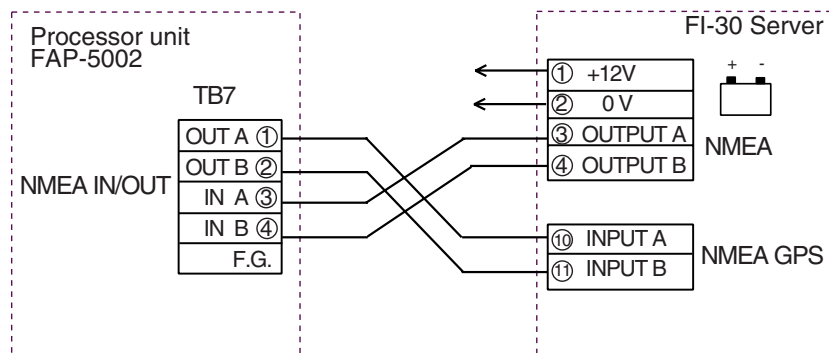 Processor unit
FAP-5002
TB7
NMEA IN/OUT
OUT A ①
OUT B ②
IN A ③
IN B ④
F.G.
FI-30 Server
① +12V
② 0 V
③ OUTPUT A
④ OUTPUT B
+ -
NMEA
⑩ INPUT A
⑪ INPUT B
NMEA GPS